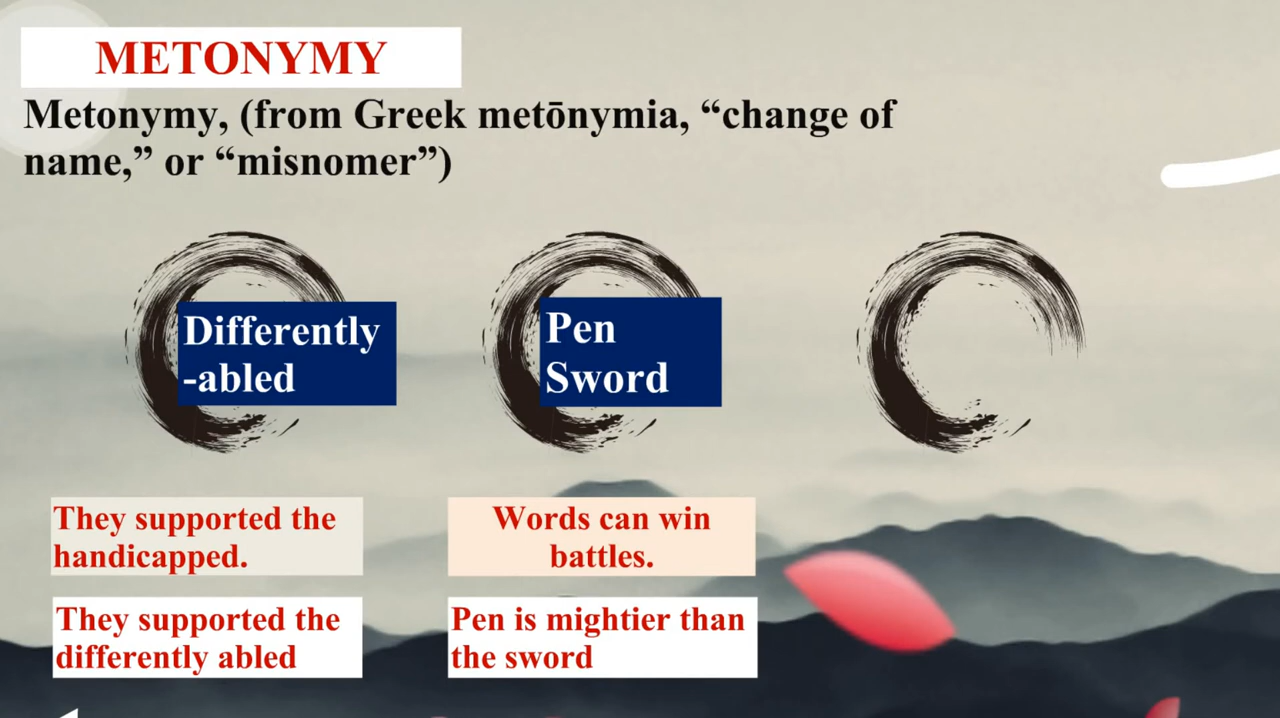 METONYMY
Metonymy, (from Greek metōnymia, “change of
name,” or “misnomer”)
Differently
-abled
Pen
Sword
They supported the
handicapped.
Words can win
battles.
They supported the
differently abled
Pen is mightier than
the sword